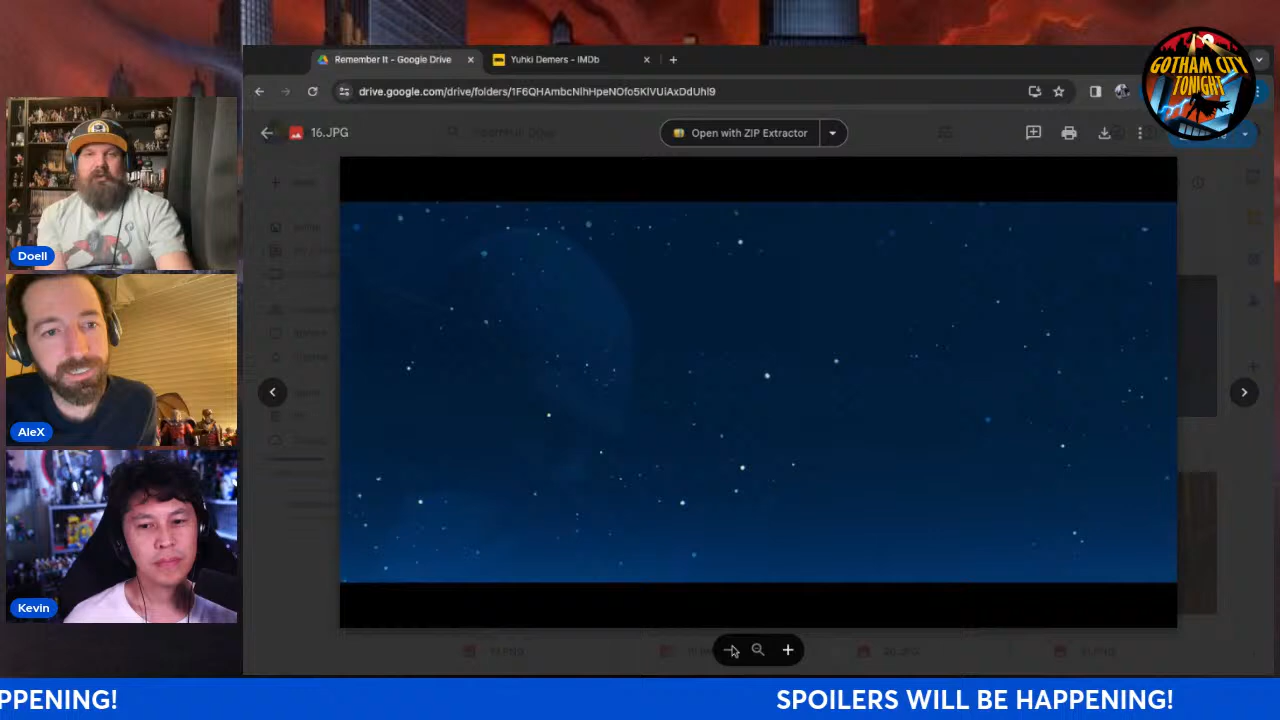 Remember It - Google Drive
Yuhki Demers - IMDb
drive.google.com/drive/folders/1F6QHAmbcNlhHpeNOfo5KIVUiAxDdUhl9
16.JPG
Open with ZIP Extractor
GOTHAM CITY
TONIGHT
Doell
AleX
Kevin
PPENING!
SPOILERS WILL BE HAPPENING!